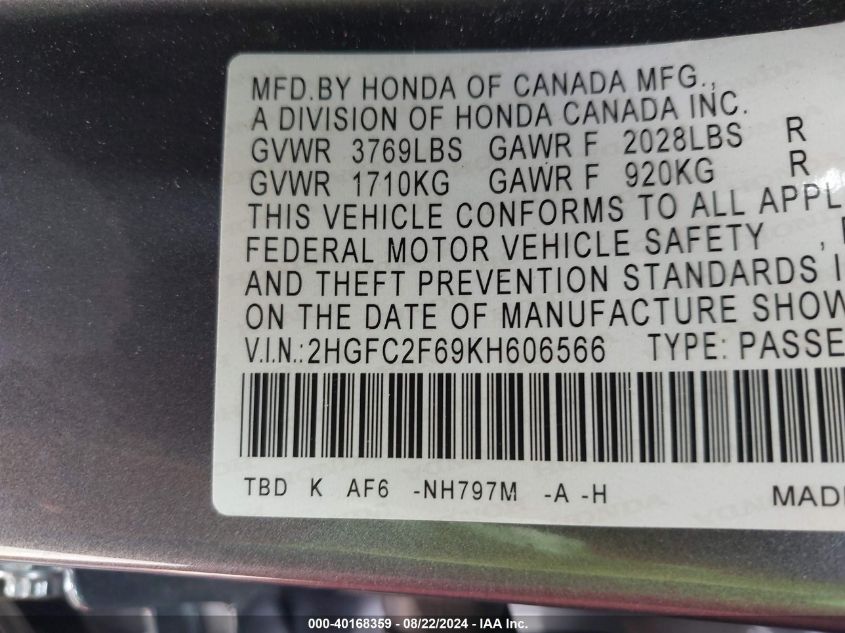 MFD.BY HONDA OF CANADA MFG.,
A DIVISION OF HONDA CANADA INC.
GVWR 3769LBS GAWR F 2028LBS R
GVWR 1710KG GAWR F 920KG R
THIS VEHICLE CONFORMS TO ALL APPL
FEDERAL MOTOR VEHICLE SAFETY ,
AND THEFT PREVENTION STANDARDS I
ON THE DATE OF MANUFACTURE SHOW
V.I.N.:2HGFC2F69KH606566 TYPE: PASSE
TBD K AF6 -NH797M -A -H MADE
000-40168359 - 08/22/2024 - IAA Inc.